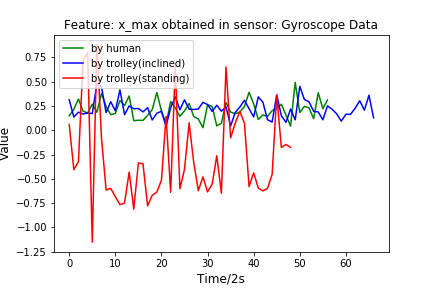 Feature: x_max obtained in sensor: Gyroscope Data
by human
by trolley(inclined)
by trolley(standing)
Value
0.75
0.50
0.25
0.00
−0.25
−0.50
−0.75
−1.00
−1.25
0 10 20 30 40 50 60
Time/2s